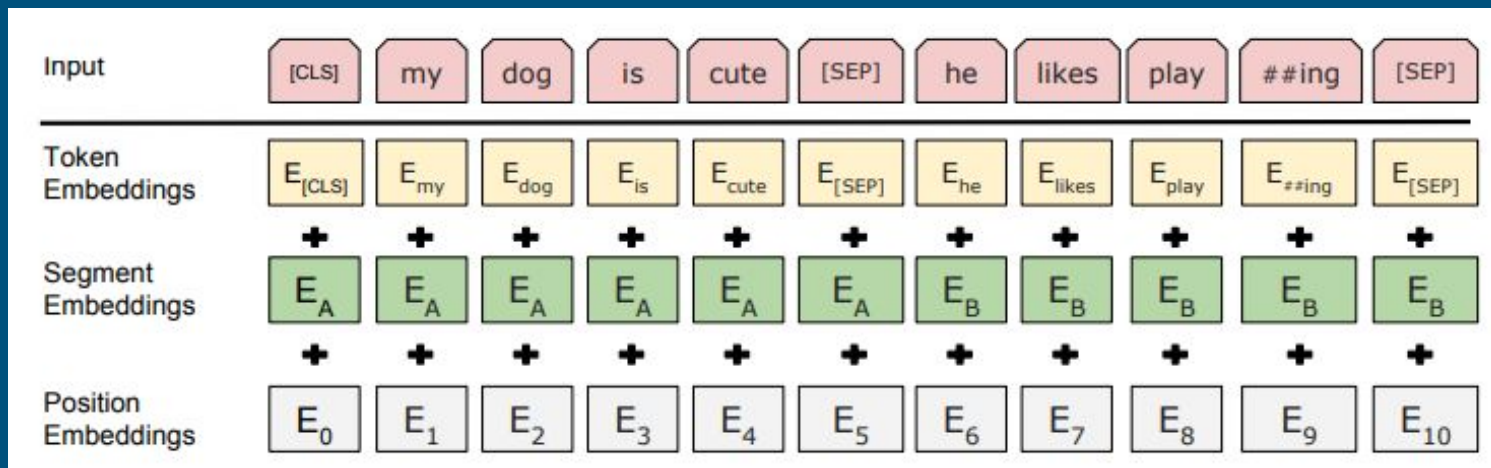 Input [CLS] my dog is cute [SEP] he likes play ##ing [SEP]
Token
Embeddings E[CLS] Emy Edog Eis Ecute E[SEP] Ehe Elikes Eplay E##ing E[SEP]
+ + + + + + + + + + +
Segment
Embeddings EA EA EA EA EA EA EB EB EB EB EB
+ + + + + + + + + + +
Position
Embeddings E0 E1 E2 E3 E4 E5 E6 E7 E8 E9 E10